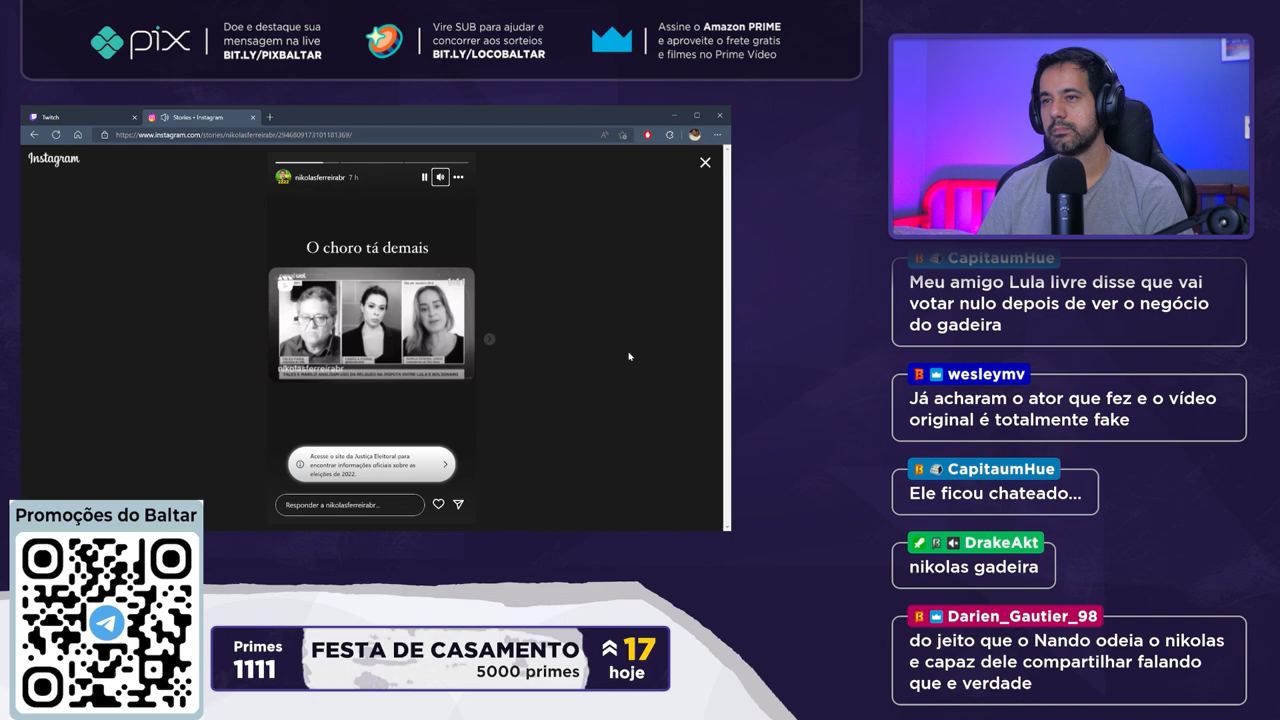 pix
Doe e destaque sua
mensagem na live
BIT.LY/PIXBALTAR
Vire SUB para ajudar e
concorrer aos sorteios
BIT.LY/LOCOBALTAR
Assine o Amazon PRIME
e aproveite o frete gratis
e filmes no Prime Vídeo
Twitch
Stories • Instagram
https://www.instagram.com/stories/nikolasferreirabr/2946809173101181369/
Instagram
nikolasferreirabr 7 h
O choro tá demais
nikolasferreirabr
Acesse o site da Justiça Eleitoral para
encontrar informações oficiais sobre as
eleições de 2022.
Responder a nikolasferreirabr...
CapitaumHue
Meu amigo Lula livre disse que vai
votar nulo depois de ver o negócio
do gadeira
wesleymv
Já acharam o ator que fez e o vídeo
original é totalmente fake
CapitaumHue
Ele ficou chateado...
DrakeAkt
nikolas gadeira
Darien_Gautier_98
do jeito que o Nando odeia o nikolas
e capaz dele compartilhar falando
que e verdade
Promoções do Baltar
Primes
1111
FESTA DE CASAMENTO
5000 primes
17
hoje